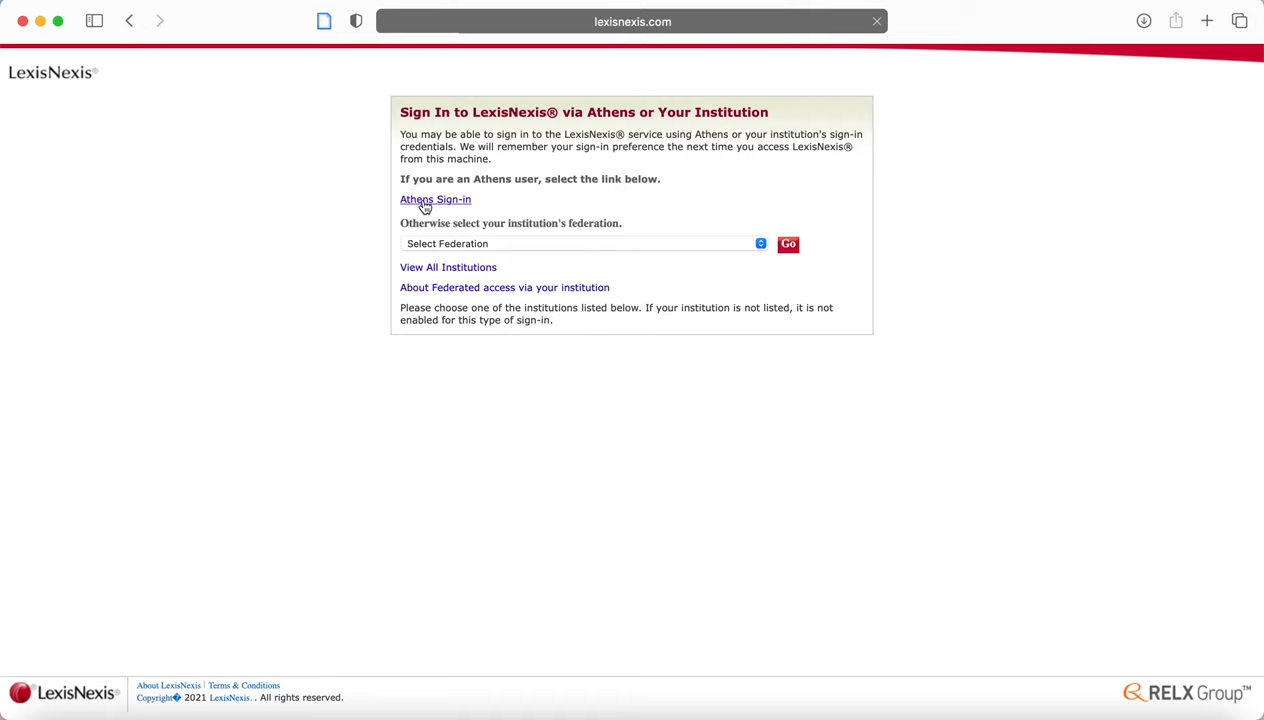 lexisnexis.com
LexisNexis®
Sign In to LexisNexis® via Athens or Your Institution
You may be able to sign in to the LexisNexis® service using Athens or your institution's sign-in
credentials. We will remember your sign-in preference the next time you access LexisNexis®
from this machine.
If you are an Athens user, select the link below.
Athens Sign-in
Otherwise select your institution's federation.
Select Federation
Go
View All Institutions
About Federated access via your institution
Please choose one of the institutions listed below. If your institution is not listed, it is not
enabled for this type of sign-in.
LexisNexis®
About LexisNexis | Terms & Conditions
Copyright� 2021 LexisNexis. . All rights reserved.
RELX Group™